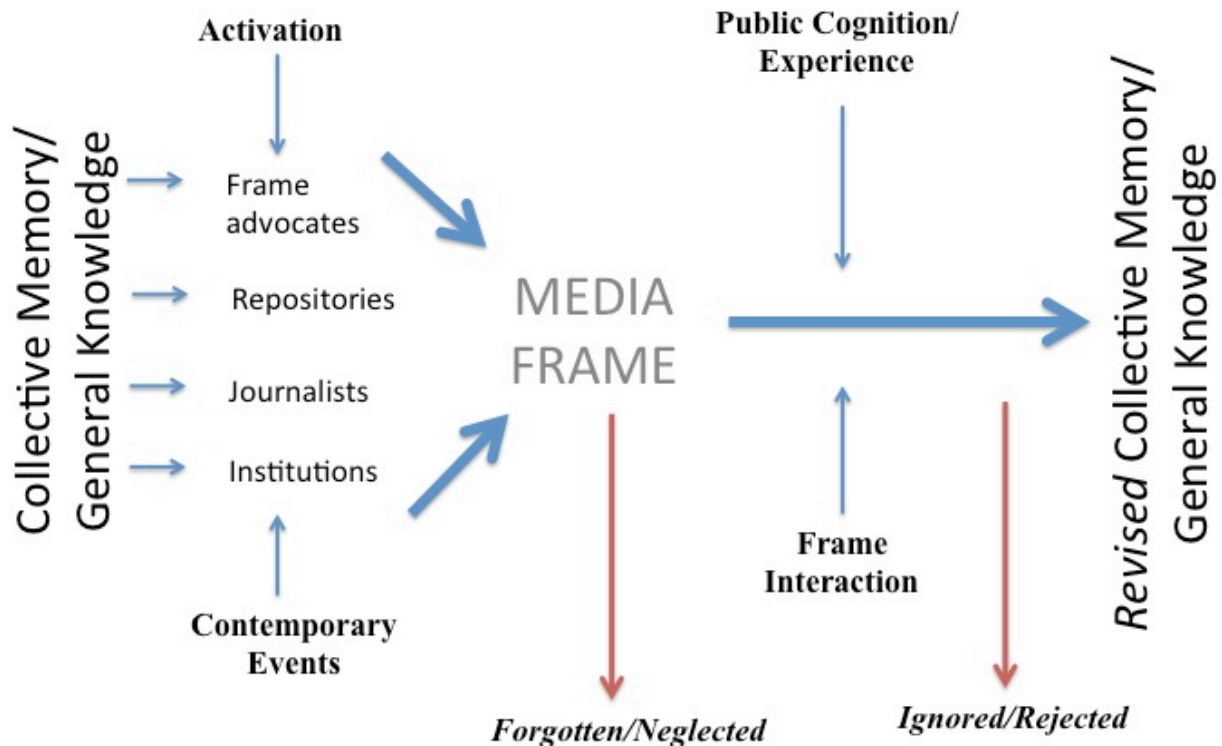 Activation
Public Cognition/
Experience
Collective Memory/
General Knowledge
Frame
advocates
Repositories
Journalists
Institutions
MEDIA
FRAME
Revised Collective Memory/
General Knowledge
Contemporary
Events
Frame
Interaction
Forgotten/Neglected
Ignored/Rejected